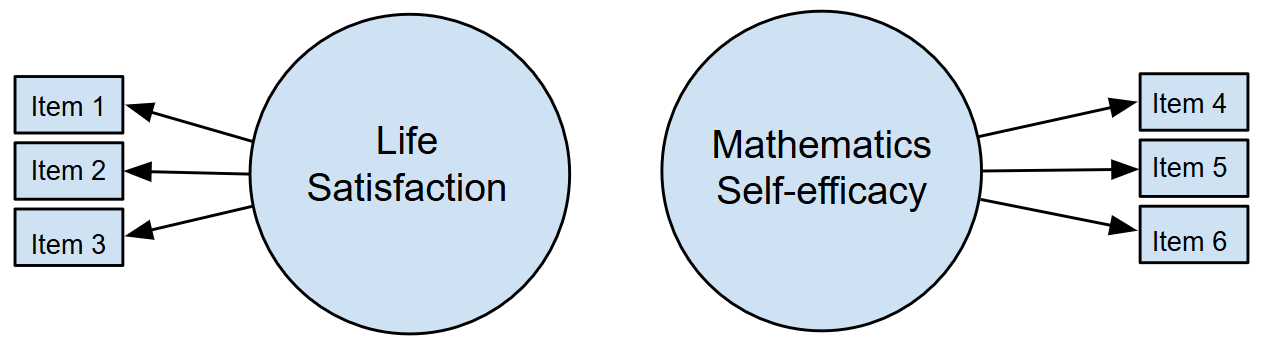 Item 1
Item 2
Item 3
Life
Satisfaction
Mathematics
Self-efficacy
Item 4
Item 5
Item 6